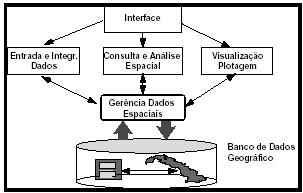 Interface
Entrada e Integr.
Dados
Consulta e Análise
Espacial
Visualização
Plotagem
Gerência Dados
Espaciais
Banco de Dados
Geográfico